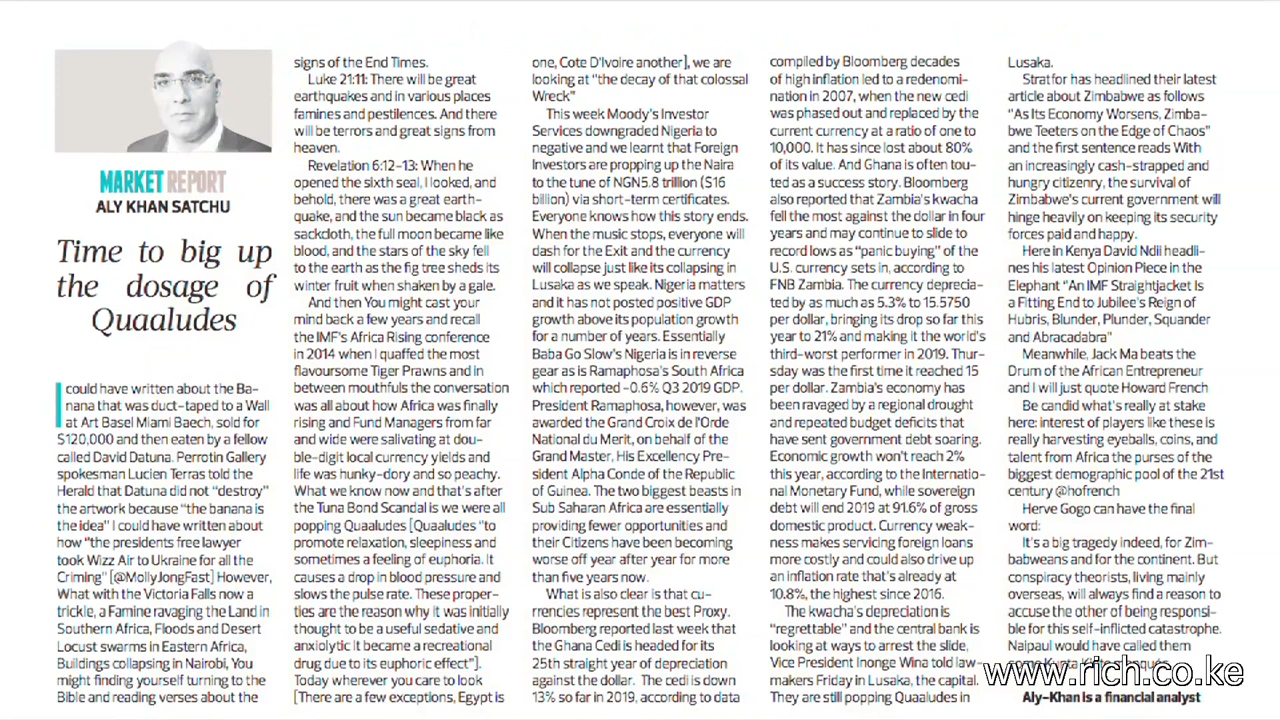 MARKET REPORT
ALY KHAN SATCHU
Time to big up
the dosage of
Quaaludes
I could have written about the Ba-
nana that was duct-taped to a Wall
at Art Basel Miami Baech, sold for
$120,000 and then eaten by a fellow
called David Datuna. Perrotin Gallery
spokesman Lucien Terras told the
Herald that Datuna did not "destroy"
the artwork because "the banana is
the idea" I could have written about
how "the presidents free lawyer
took Wizz Air to Ukraine for all the
Criming" [@MollyJongFast] However,
What with the Victoria Falls now a
trickle, a Famine ravaging the Land in
Southern Africa, Floods and Desert
Locust swarms in Eastern Africa,
Buildings collapsing in Nairobi, You
might finding yourself turning to the
Bible and reading verses about the
signs of the End Times.
Luke 21:11: There will be great
earthquakes and in various places
famines and pestilences. And there
will be terrors and great signs from
heaven.
Revelation 6:12-13: When he
opened the sixth seal, I looked, and
behold, there was a great earth-
quake, and the sun became black as
sackcloth, the full moon became like
blood, and the stars of the sky fell
to the earth as the fig tree sheds its
winter fruit when shaken by a gale.
And then You might cast your
mind back a few years and recall
the IMF's Africa Rising conference
in 2014 when I quaffed the most
flavoursome Tiger Prawns and in
between mouthfuls the conversation
was all about how Africa was finally
rising and Fund Managers from far
and wide were salivating at dou-
ble-digit local currency yields and
life was hunky-dory and so peachy.
What we know now and that's after
the Tuna Bond Scandal is we were all
popping Quaaludes [Quaaludes "to
promote relaxation, sleepiness and
sometimes a feeling of euphoria. It
causes a drop in blood pressure and
slows the pulse rate. These proper-
ties are the reason why it was initially
thought to be a useful sedative and
anxiolytic it became a recreational
drug due to its euphoric effect"].
Today wherever you care to look
[There are a few exceptions, Egypt is
one, Cote D'Ivoire another], we are
looking at "the decay of that colossal
Wreck"
This week Moody's Investor
Services downgraded Nigeria to
negative and we learnt that Foreign
Investors are propping up the Naira
to the tune of NGN5.8 trillion ($16
billion) via short-term certificates.
Everyone knows how this story ends.
When the music stops, everyone will
dash for the Exit and the currency
will collapse just like its collapsing in
Lusaka as we speak. Nigeria matters
and it has not posted positive GDP
growth above its population growth
for a number of years. Essentially
Baba Go Slow's Nigeria is in reverse
gear as is Ramaphosa's South Africa
which reported -0.6% Q3 2019 GDP.
President Ramaphosa, however, was
awarded the Grand Croix de l'Orde
National du Merit, on behalf of the
Grand Master, His Excellency Pre-
sident Alpha Conde of the Republic
of Guinea. The two biggest beasts in
Sub Saharan Africa are essentially
providing fewer opportunities and
their Citizens have been becoming
worse off year after year for more
than five years now.
What is also clear is that cu-
rrencies represent the best Proxy.
Bloomberg reported last week that
the Ghana Cedi is headed for its
25th straight year of depreciation
against the dollar. The cedi is down
13% so far in 2019, according to data
compiled by Bloomberg decades
of high inflation led to a redenomi-
nation in 2007, when the new cedi
was phased out and replaced by the
current currency at a ratio of one to
10,000. It has since lost about 80%
of its value. And Ghana is often tou-
ted as a success story. Bloomberg
also reported that Zambia's kwacha
fell the most against the dollar in four
years and may continue to slide to
record lows as "panic buying" of the
U.S. currency sets in, according to
FNB Zambia. The currency deprecia-
ted by as much as 5.3% to 15.5750
per dollar, bringing its drop so far this
year to 21% and making it the world's
third-worst performer in 2019. Thur-
sday was the first time it reached 15
per dollar. Zambia's economy has
been ravaged by a regional drought
and repeated budget deficits that
have sent government debt soaring.
Economic growth won't reach 2%
this year, according to the Internatio-
nal Monetary Fund, while sovereign
debt will end 2019 at 91.6% of gross
domestic product. Currency weak-
ness makes servicing foreign loans
more costly and could also drive up
an inflation rate that's already at
10.8%, the highest since 2016.
The kwacha's depreciation is
"regrettable" and the central bank is
looking at ways to arrest the slide,
Vice President Inonge Wina told law-
makers Friday in Lusaka, the capital.
They are still popping Quaaludes in
Lusaka.
Stratfor has headlined their latest
article about Zimbabwe as follows
"As Its Economy Worsens, Zimba-
bwe Teeters on the Edge of Chaos"
and the first sentence reads With
an increasingly cash-strapped and
hungry citizenry, the survival of
Zimbabwe's current government will
hinge heavily on keeping its security
forces paid and happy.
Here in Kenya David Ndii headli-
nes his latest Opinion Piece in the
Elephant "An IMF Straightjacket Is
a Fitting End to Jubilee's Reign of
Hubris, Blunder, Plunder, Squander
and Abracadabra"
Meanwhile, Jack Ma beats the
Drum of the African Entrepreneur
and I will just quote Howard French
Be candid what's really at stake
here: interest of players like these is
really harvesting eyeballs, coins, and
talent from Africa the purses of the
biggest demographic pool of the 21st
century @hofrench
Herve Gogo can have the final
word:
It's a big tragedy indeed, for Zim-
babweans and for the continent. But
conspiracy theorists, living mainly
overseas, will always find a reason to
accuse the other of being responsi-
ble for this self-inflicted catastrophe.
Naipaul would have called them
www.rich.co.ke
Aly-Khan is a financial analyst